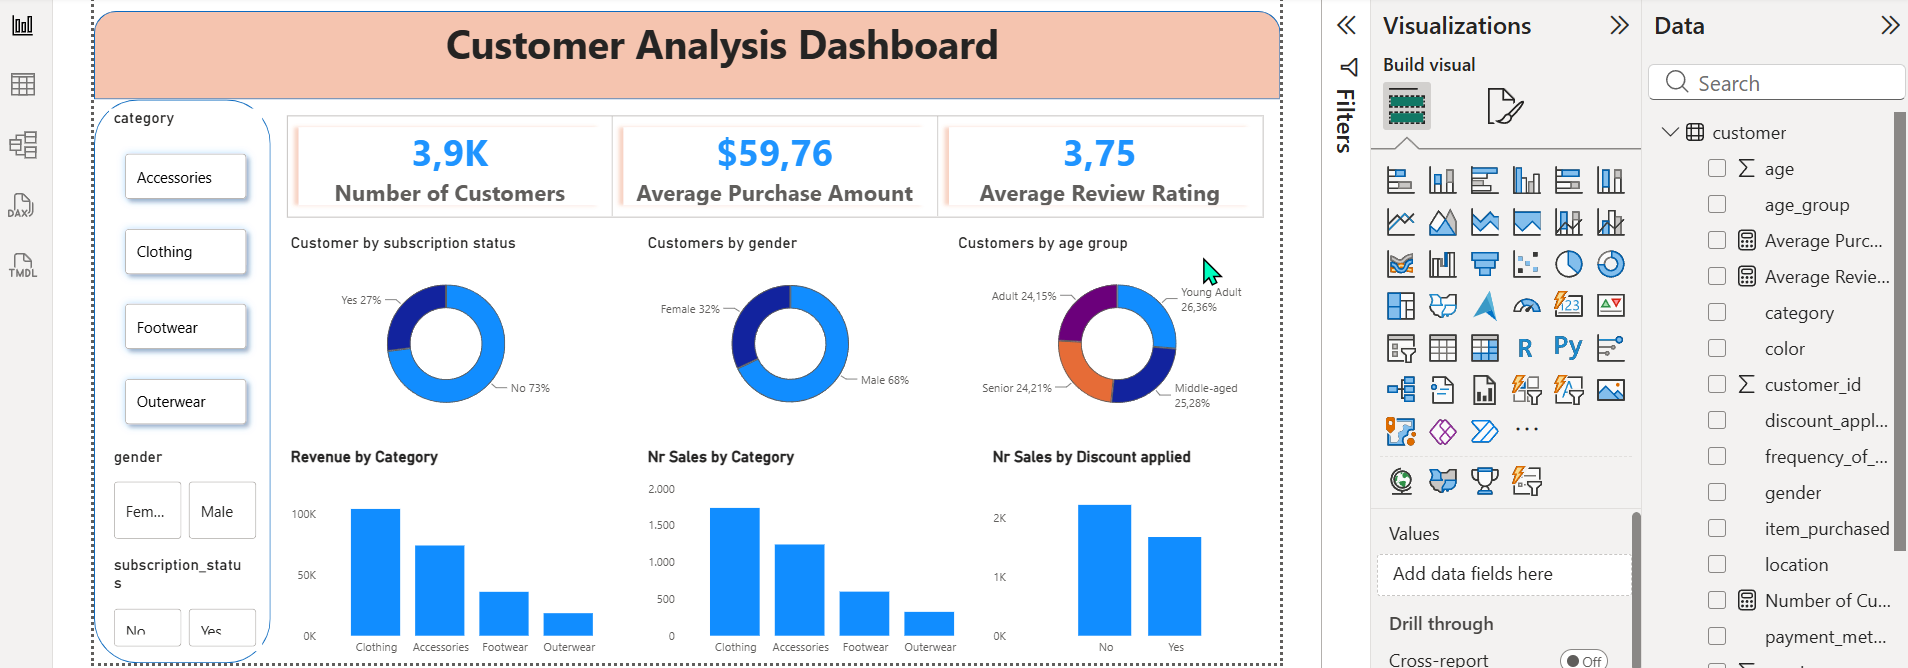 Customer Analysis Dashboard
category
Accessories
Clothing
Footwear
Outerwear
gender
Fem...
Male
subscription_statu
s
No
Yes
3,9K
Number of Customers
$59,76
Average Purchase Amount
3,75
Average Review Rating
Customer by subscription status
Yes 27%
No 73%
Customers by gender
Female 32%
Male 68%
Customers by age group
Adult 24,15%
Young Adult
26,36%
Senior 24,21%
Middle-aged
25,28%
Revenue by Category
100K
50K
0K
Clothing
Accessories
Footwear
Outerwear
Nr Sales by Category
2.000
1.500
1.000
500
0
Clothing
Accessories
Footwear
Outerwear
Nr Sales by Discount applied
2K
1K
0K
No
Yes
DAX
TMDL
Filters
Visualizations
Build visual
123
R
Py
Values
Add data fields here
Drill through
Cross-report
Off
Data
Search
customer
age
age_group
Average Purc...
Average Revie...
category
color
customer_id
discount_appl...
frequency_of_...
gender
item_purchased
location
Number of Cu...
payment_met...